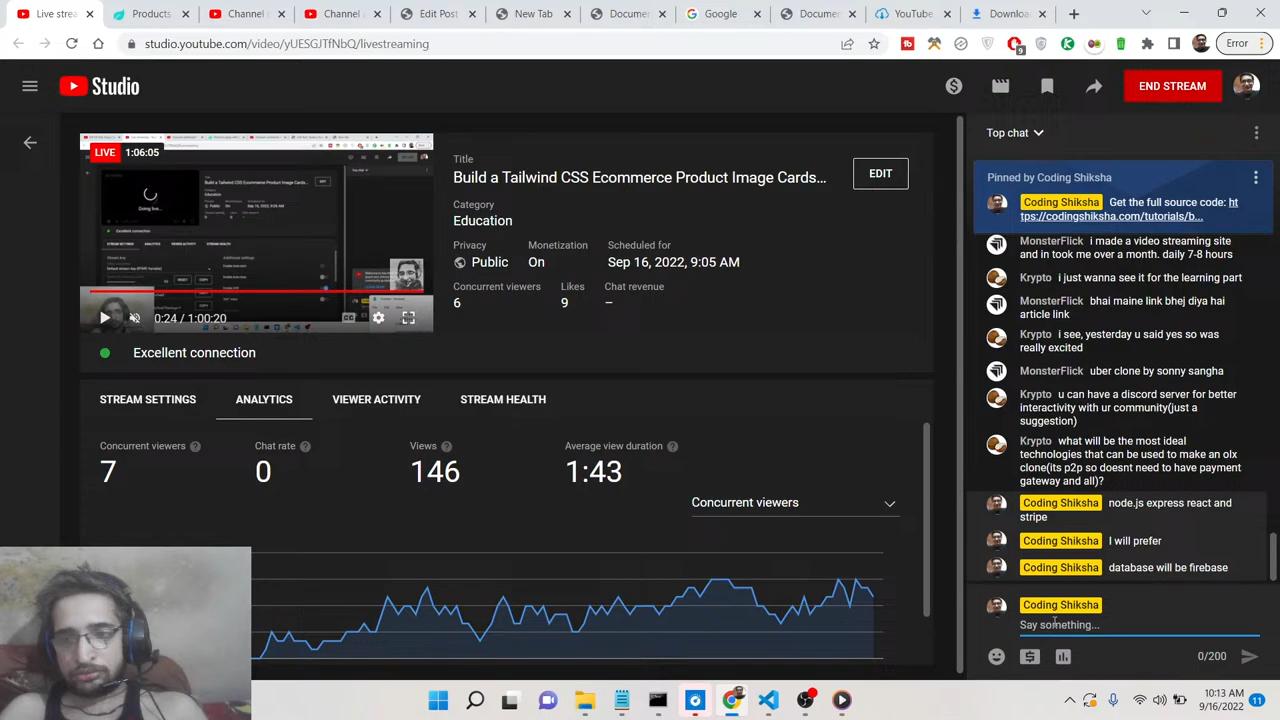 Live strea
Products
Channel
Channel
Edit Pos
New Tab
Docume
Google
Docume
YouTube
Downlo
studio.youtube.com/video/yUESGiTfNbQ/livestreaming
9
Error
Studio
END STREAM
LIVE 1:06:05
0:24 / 1:00:20
Title
Build a Tailwind CSS Ecommerce Product Image Cards...
EDIT
Category
Education
Privacy Monetization Scheduled for
Public On Sep 16, 2022, 9:05 AM
Concurrent viewers Likes Chat revenue
6 9 –
Excellent connection
STREAM SETTINGS ANALYTICS VIEWER ACTIVITY STREAM HEALTH
Concurrent viewers Chat rate Views Average view duration
7 0 146 1:43
Concurrent viewers
Top chat
Pinned by Coding Shiksha
Coding Shiksha Get the full source code: ht
tps://codingshiksha.com/tutorials/b...
MonsterFlick i made a video streaming site
and in took me over a month. daily 7-8 hours
Krypto i just wanna see it for the learning part
MonsterFlick bhai maine link bhej diya hai
article link
Krypto i see, yesterday u said yes so was
really excited
MonsterFlick uber clone by sonny sangha
Krypto u can have a discord server for better
interactivity with ur community(just a
suggestion)
Krypto what will be the most ideal
technologies that can be used to make an olx
clone(its p2p so doesnt need to have payment
gateway and all)?
Coding Shiksha node.js express react and
stripe
Coding Shiksha I will prefer
Coding Shiksha database will be firebase
Coding Shiksha
Say something...
0/200
10:13 AM
9/16/2022
11